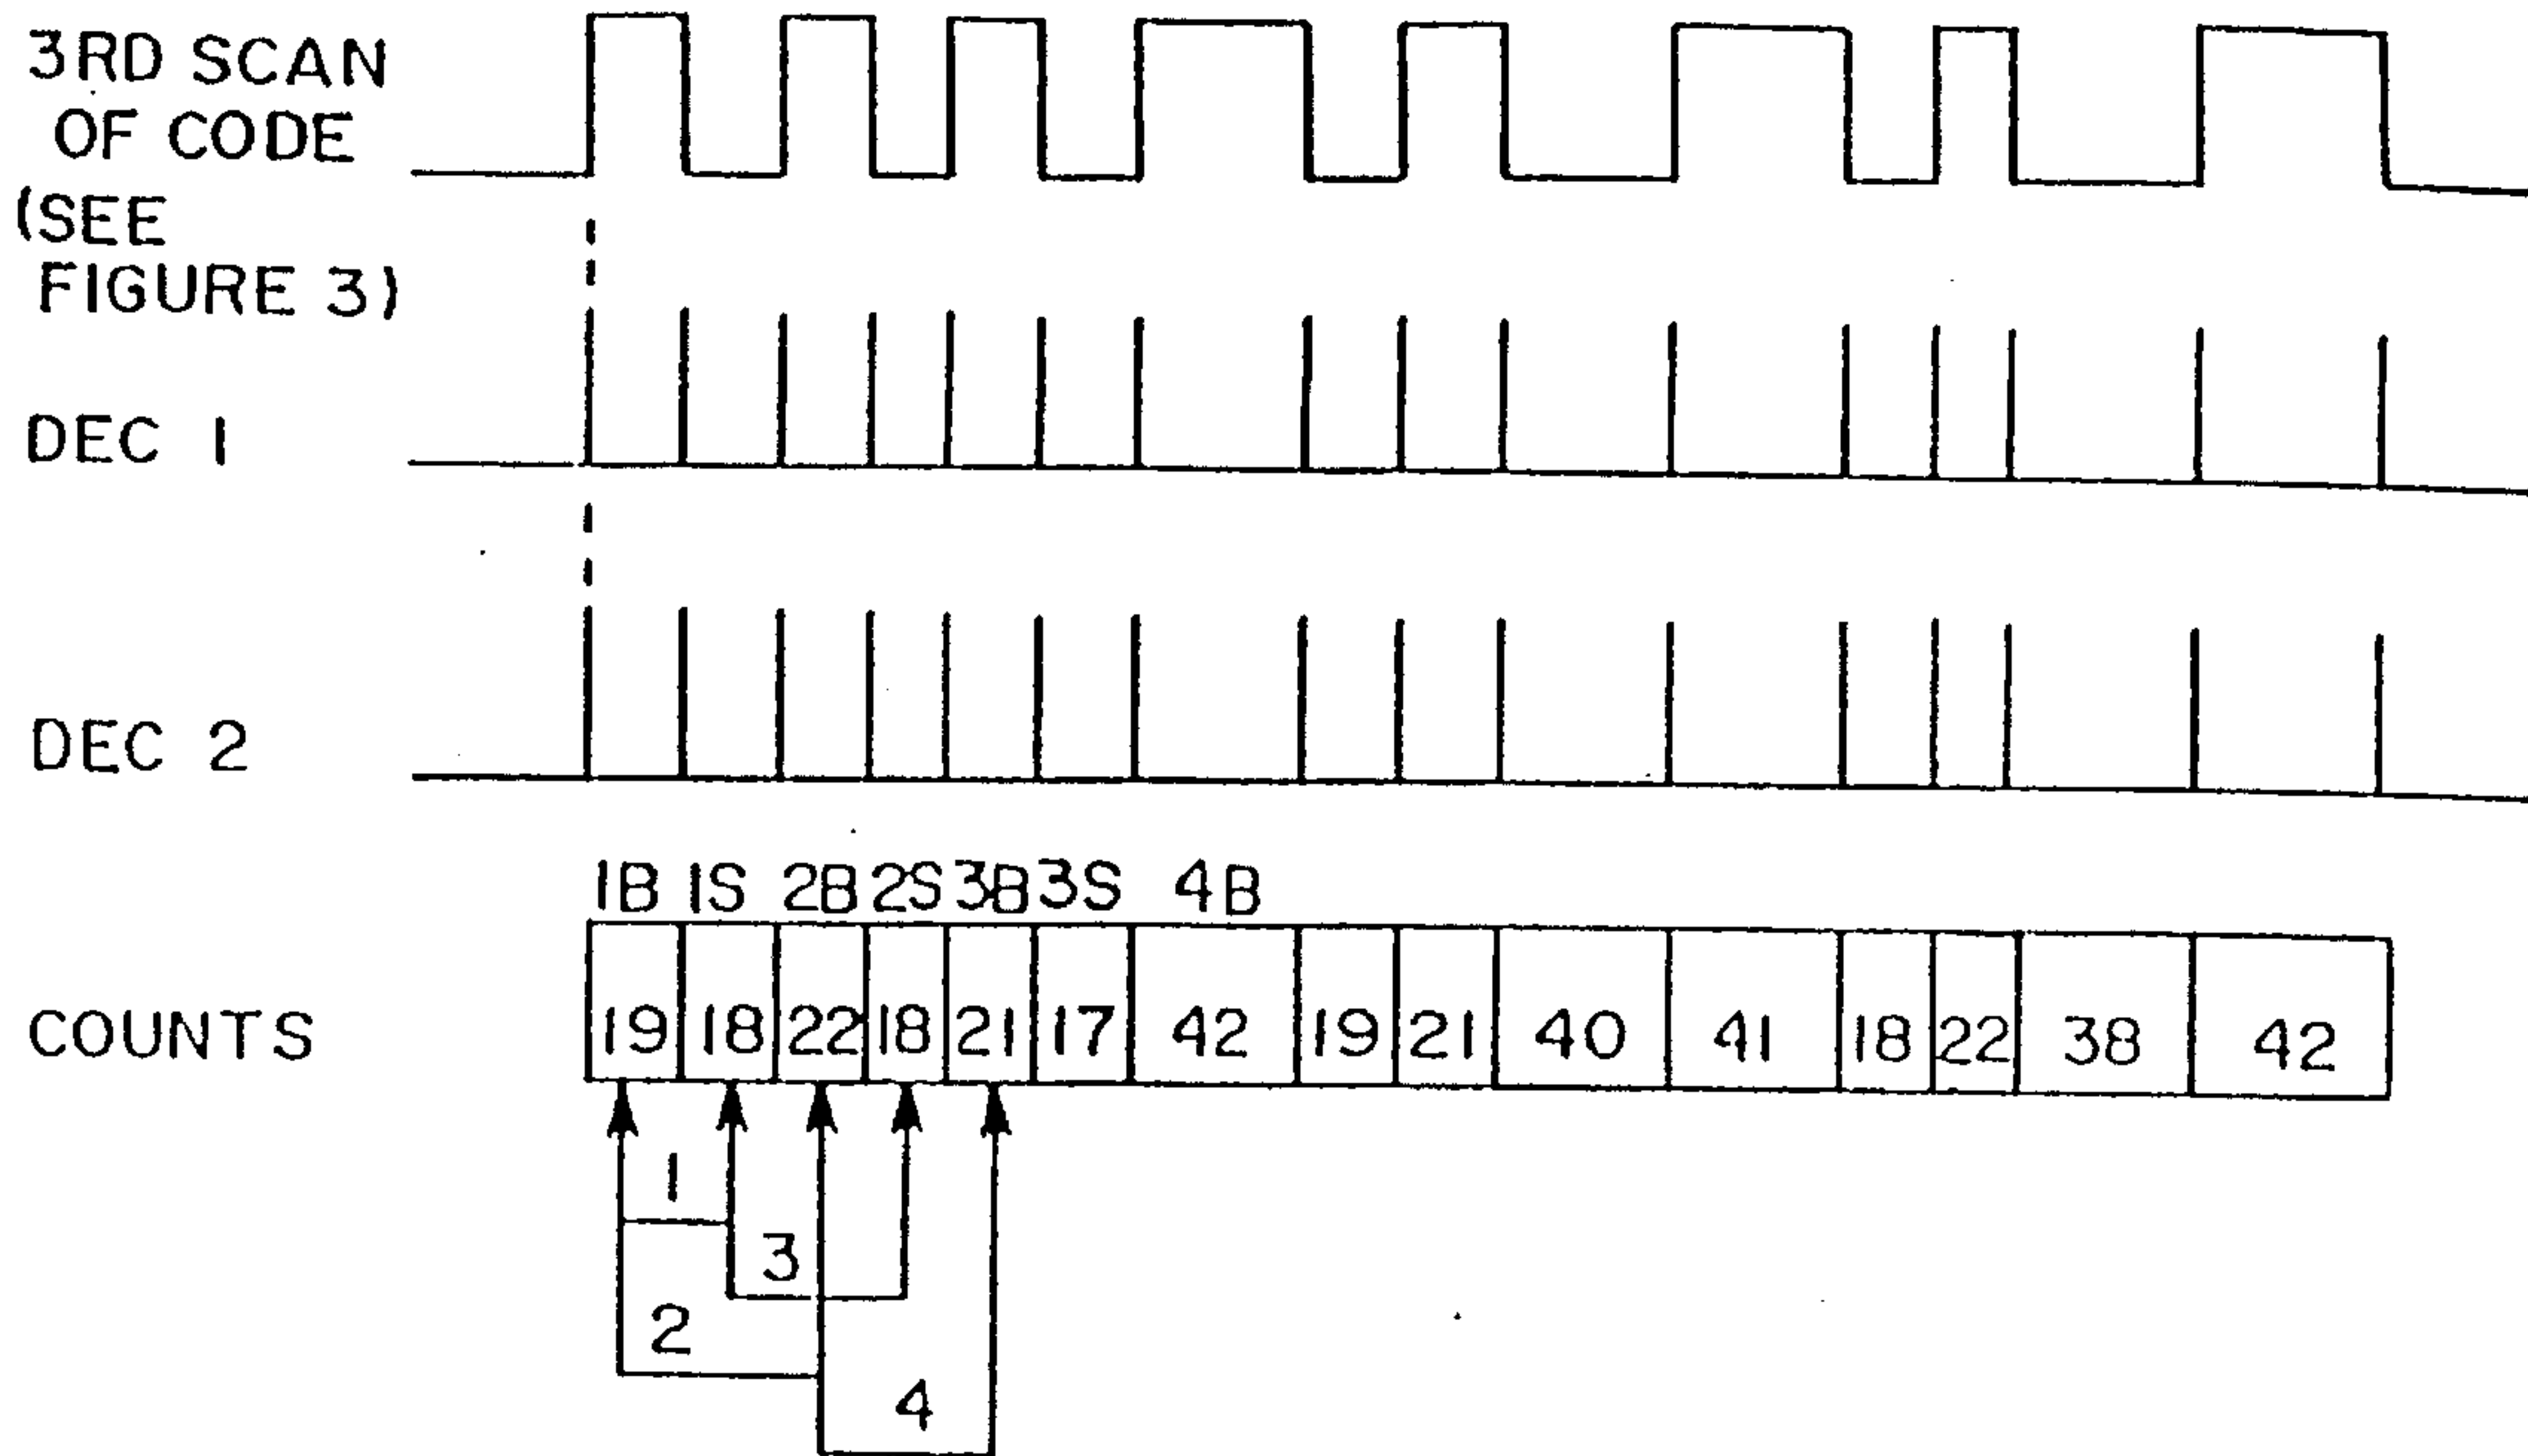 3RD SCAN
OF CODE
(SEE
FIGURE 3)
DEC 1
DEC 2
1B 1S 2B 2S 3B 3S 4B
COUNTS 19 18 22 18 21 17 42 19 21 40 41 18 22 38 42
1
3
2
4